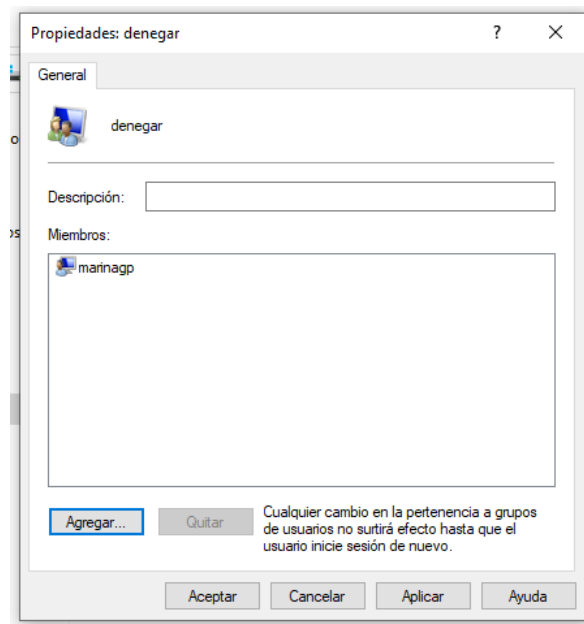 Propiedades: denegar
?
General
denegar
Descripción:
Miembros:
marinagp
Agregar...
Quitar
Cualquier cambio en la pertenencia a grupos
de usuarios no surtirá efecto hasta que el
usuario inicie sesión de nuevo.
Aceptar
Cancelar
Aplicar
Ayuda